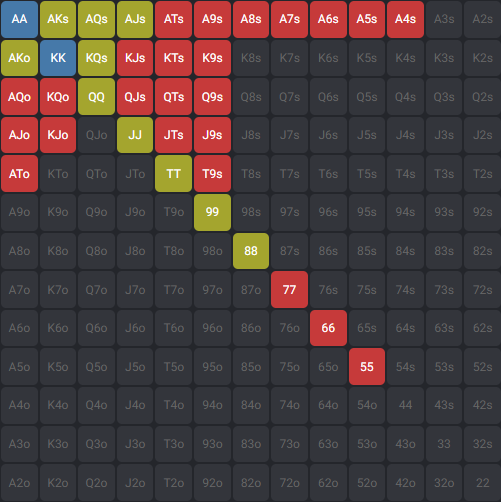 AA AKs AQs AJs ATs A9s A8s A7s A6s A5s A4s A3s A2s
AKo KK KQs KJs KTs K9s K8s K7s K6s K5s K4s K3s K2s
AQo KQo QQ QJs QTs Q9s Q8s Q7s Q6s Q5s Q4s Q3s Q2s
AJo KJo QJo JJ JTs J9s J8s J7s J6s J5s J4s J3s J2s
ATo KTo QTo JTo TT T9s T8s T7s T6s T5s T4s T3s T2s
A9o K9o Q9o J9o T9o 99 98s 97s 96s 95s 94s 93s 92s
A8o K8o Q8o J8o T8o 98o 88 87s 86s 85s 84s 83s 82s
A7o K7o Q7o J7o T7o 97o 87o 77 76s 75s 74s 73s 72s
A6o K6o Q6o J6o T6o 96o 86o 76o 66 65s 64s 63s 62s
A5o K5o Q5o J5o T5o 95o 85o 75o 65o 55 54s 53s 52s
A4o K4o Q4o J4o T4o 94o 84o 74o 64o 54o 44 43s 42s
A3o K3o Q3o J3o T3o 93o 83o 73o 63o 53o 43o 33 32s
A2o K2o Q2o J2o T2o 92o 82o 72o 62o 52o 42o 32o 22